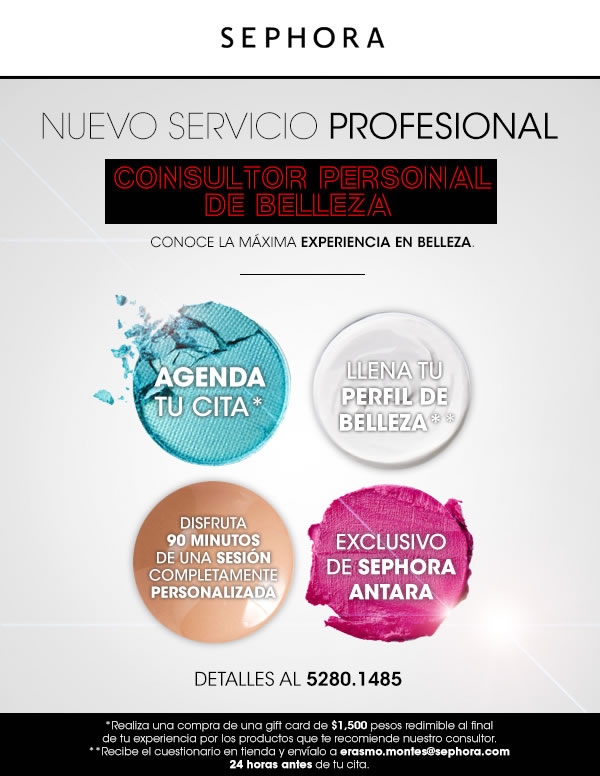 SEPHORA
NUEVO SERVICIO PROFESIONAL
CONSULTOR PERSONAL
DE BELLEZA
CONOCE LA MÁXIMA EXPERIENCIA EN BELLEZA.
AGENDA
TU CITA*
LLENA TU
PERFIL DE
BELLEZA**
DISFRUTA
90 MINUTOS
DE UNA SESIÓN
COMPLETAMENTE
PERSONALIZADA
EXCLUSIVO
DE SEPHORA
ANTARA
DETALLES AL 5280.1485
*Realiza una compra de una gift card de $1,500 pesos redimible al final
de tu experiencia por los productos que te recomiende nuestro consultor.
**Recibe el cuestionario en tienda y envíalo a erasmo.montes@sephora.com
24 horas antes de tu cita.